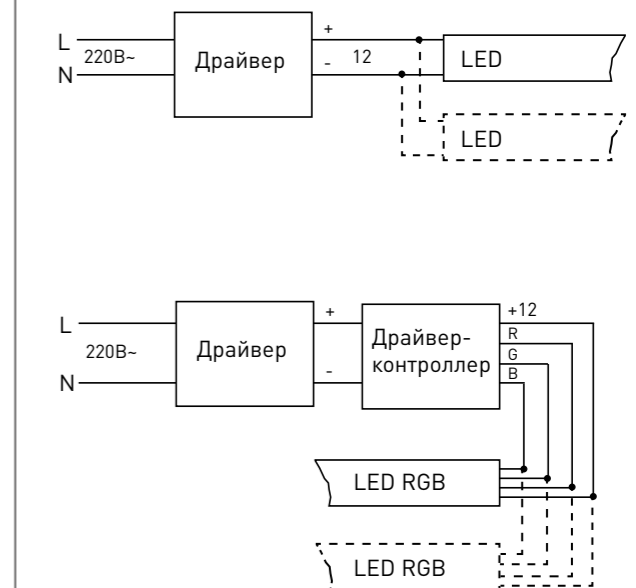 L 220В~ Драйвер + LED
N - 12
LED
L 220В~ Драйвер + Драйвер-контроллер +12
R
G
N - B
LED RGB
LED RGB